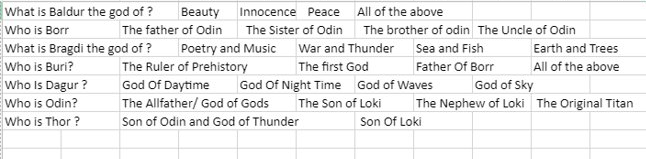 What is Baldur the god of ? Beauty Innocence Peace All of the above
Who is Borr The father of Odin The Sister of Odin The brother of odin The Uncle of Odin
What is Bragdi the god of ? Poetry and Music War and Thunder Sea and Fish Earth and Trees
Who is Buri? The Ruler of Prehistory The first God Father Of Borr All of the above
Who Is Dagur ? God Of Daytime God Of Night Time God of Waves God of Sky
Who is Odin? The Allfather/ God of Gods The Son of Loki The Nephew of Loki The Original Titan
Who is Thor ? Son of Odin and God of Thunder Son Of Loki